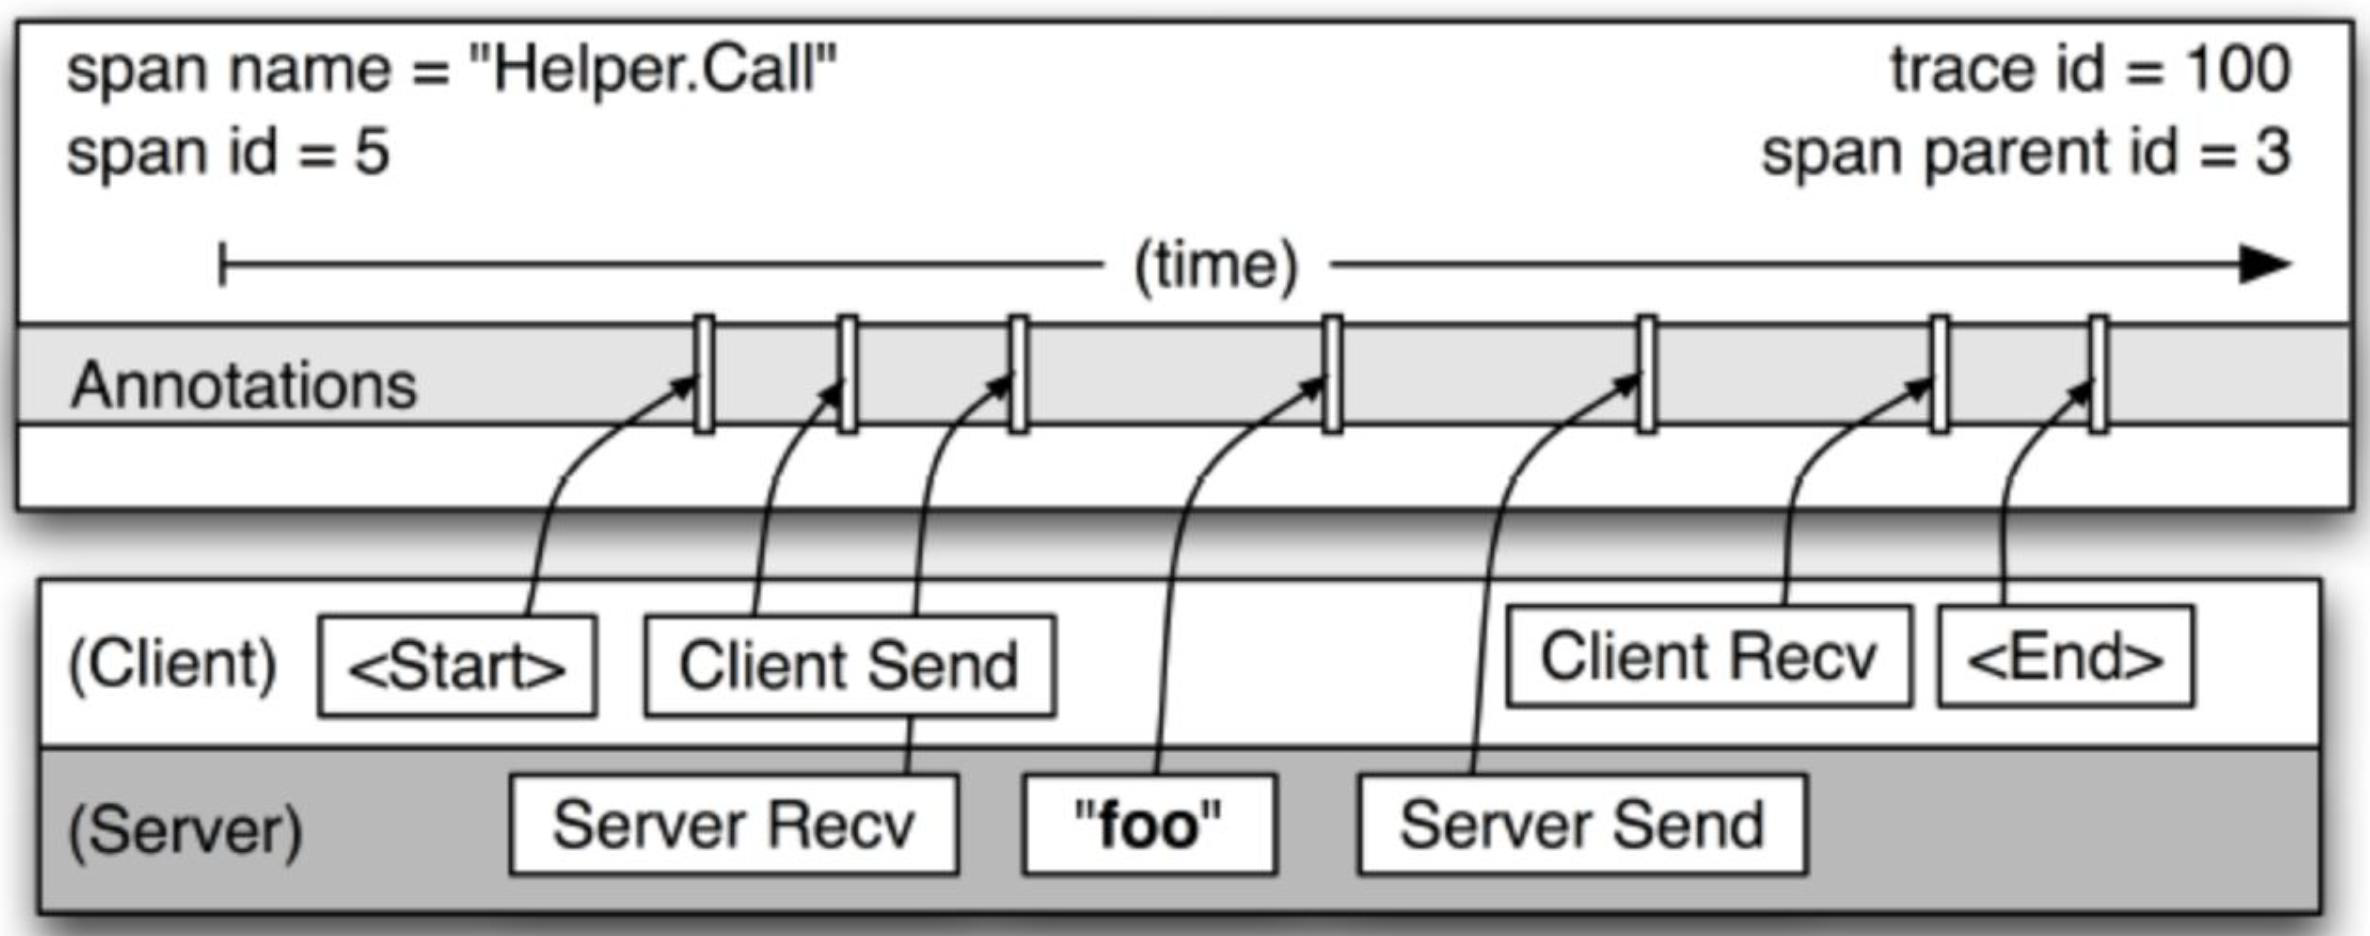 span name = "Helper.Call"
trace id = 100
span id = 5
span parent id = 3
(time)
Annotations
(Client)
<Start>
Client Send
Client Recv
<End>
(Server)
Server Recv
"foo"
Server Send